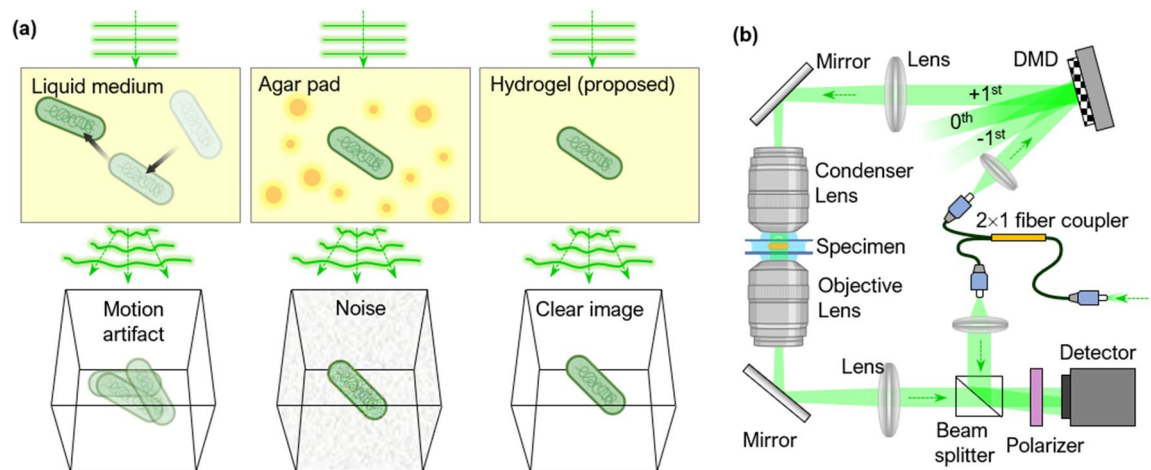 (a)
Liquid medium
Agar pad
Hydrogel (proposed)
Motion
artifact
Noise
Clear image
(b)
Mirror
Lens
DMD
+1st
0th
-1st
Condenser
Lens
2×1 fiber coupler
Specimen
Objective
Lens
Lens
Detector
Mirror
Beam
splitter
Polarizer